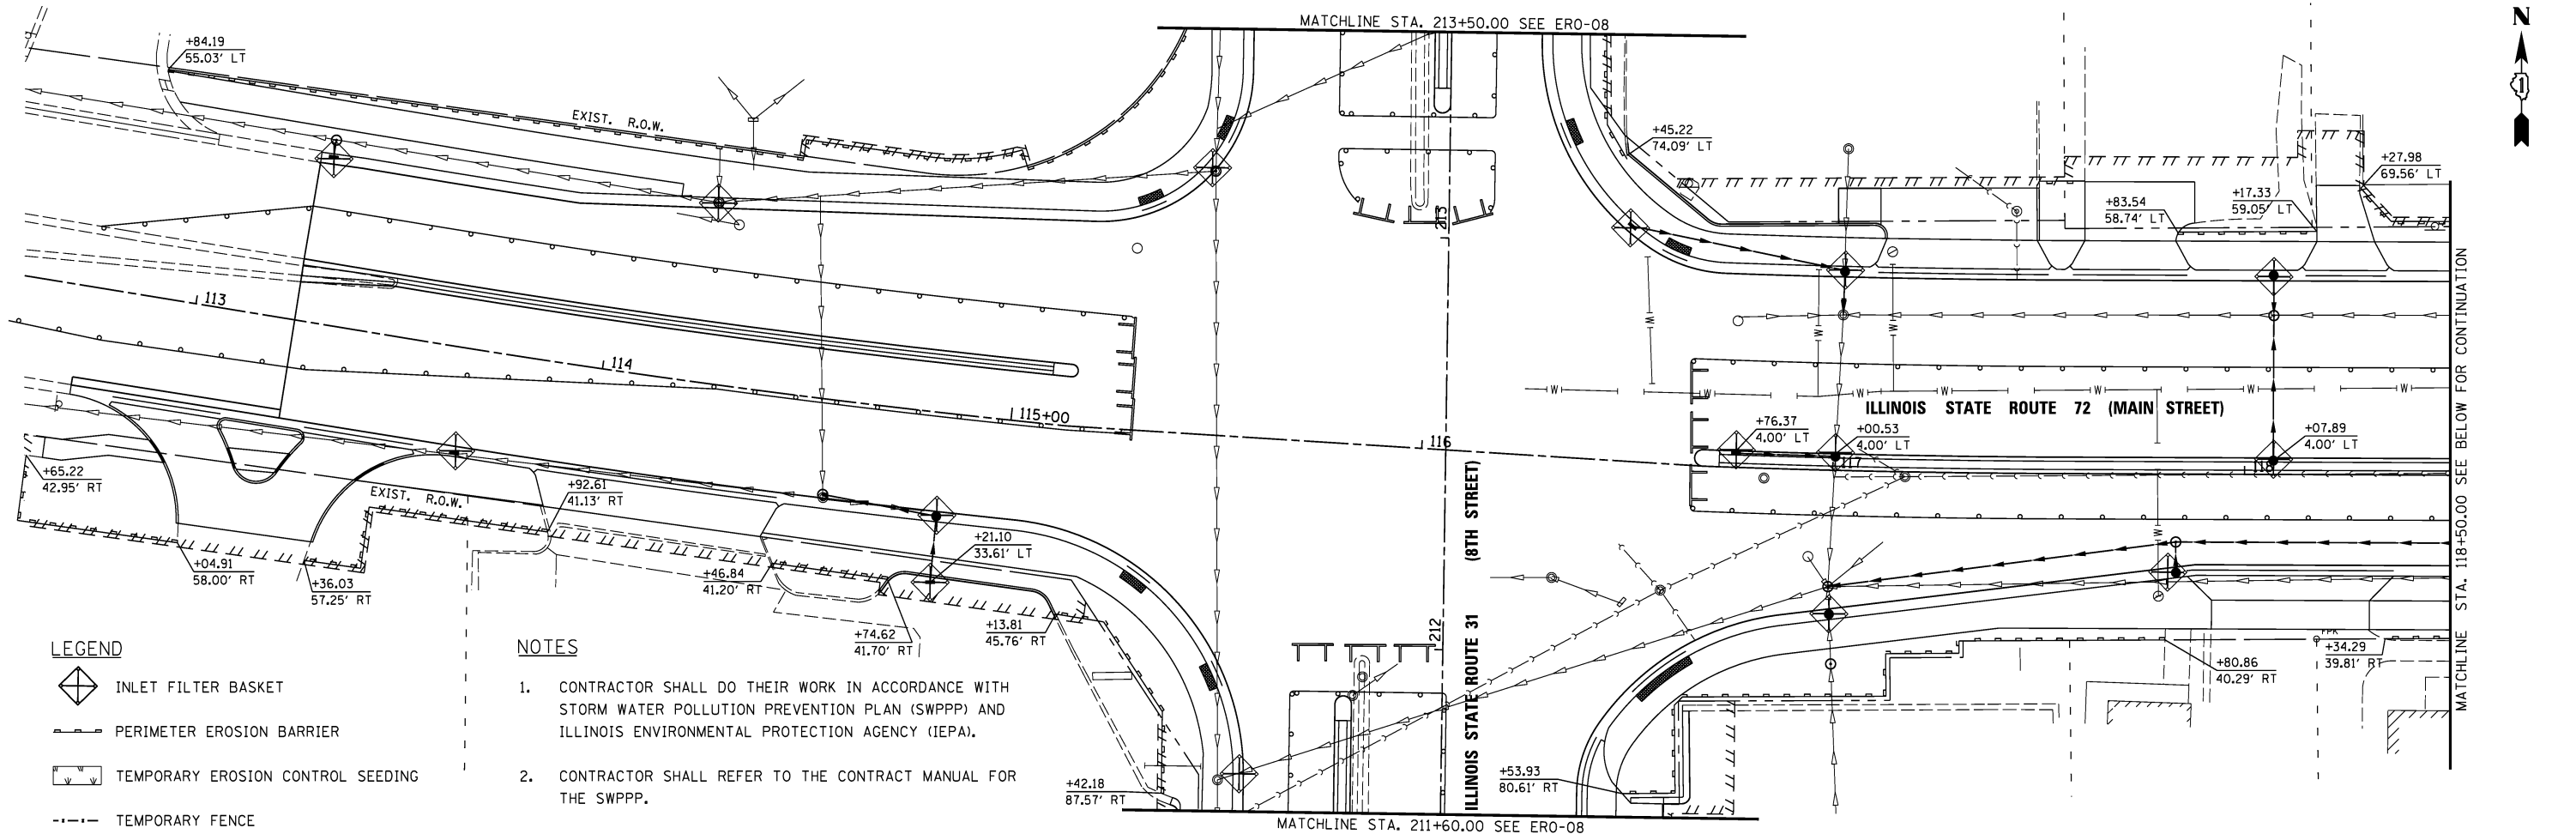 MATCHLINE STA. 213+50.00 SEE ERO-08
N
1
+84.19
55.03' LT
EXIST. R.O.W.
+45.22
74.09' LT
+27.98
69.56' LT
+83.54
58.74' LT
+17.33
59.05' LT
213
113
114
115+00
116
W
W
W
W
W
W
W
W
W
W
W
W
ILLINOIS STATE ROUTE 72 (MAIN STREET)
+76.37
4.00' LT
+00.53
4.00' LT
+07.89
4.00' LT
117
118
W
MATCHLINE STA. 118+50.00 SEE BELOW FOR CONTINUATION
+65.22
42.95' RT
EXIST. R.O.W.
+92.61
41.13' RT
+21.10
33.61' LT
+04.91
58.00' RT
+36.03
57.25' RT
+46.84
41.20' RT
+74.62
41.70' RT
+13.81
45.76' RT
212
ILLINOIS STATE ROUTE 31 (8TH STREET)
FPK
+34.29
39.81' RT
+80.86
40.29' RT
+42.18
87.57' RT
+53.93
80.61' RT
LEGEND
INLET FILTER BASKET
PERIMETER EROSION BARRIER
TEMPORARY EROSION CONTROL SEEDING
TEMPORARY FENCE
NOTES
1. CONTRACTOR SHALL DO THEIR WORK IN ACCORDANCE WITH
STORM WATER POLLUTION PREVENTION PLAN (SWPPP) AND
ILLINOIS ENVIRONMENTAL PROTECTION AGENCY (IEPA).
2. CONTRACTOR SHALL REFER TO THE CONTRACT MANUAL FOR
THE SWPPP.
MATCHLINE STA. 211+60.00 SEE ERO-08